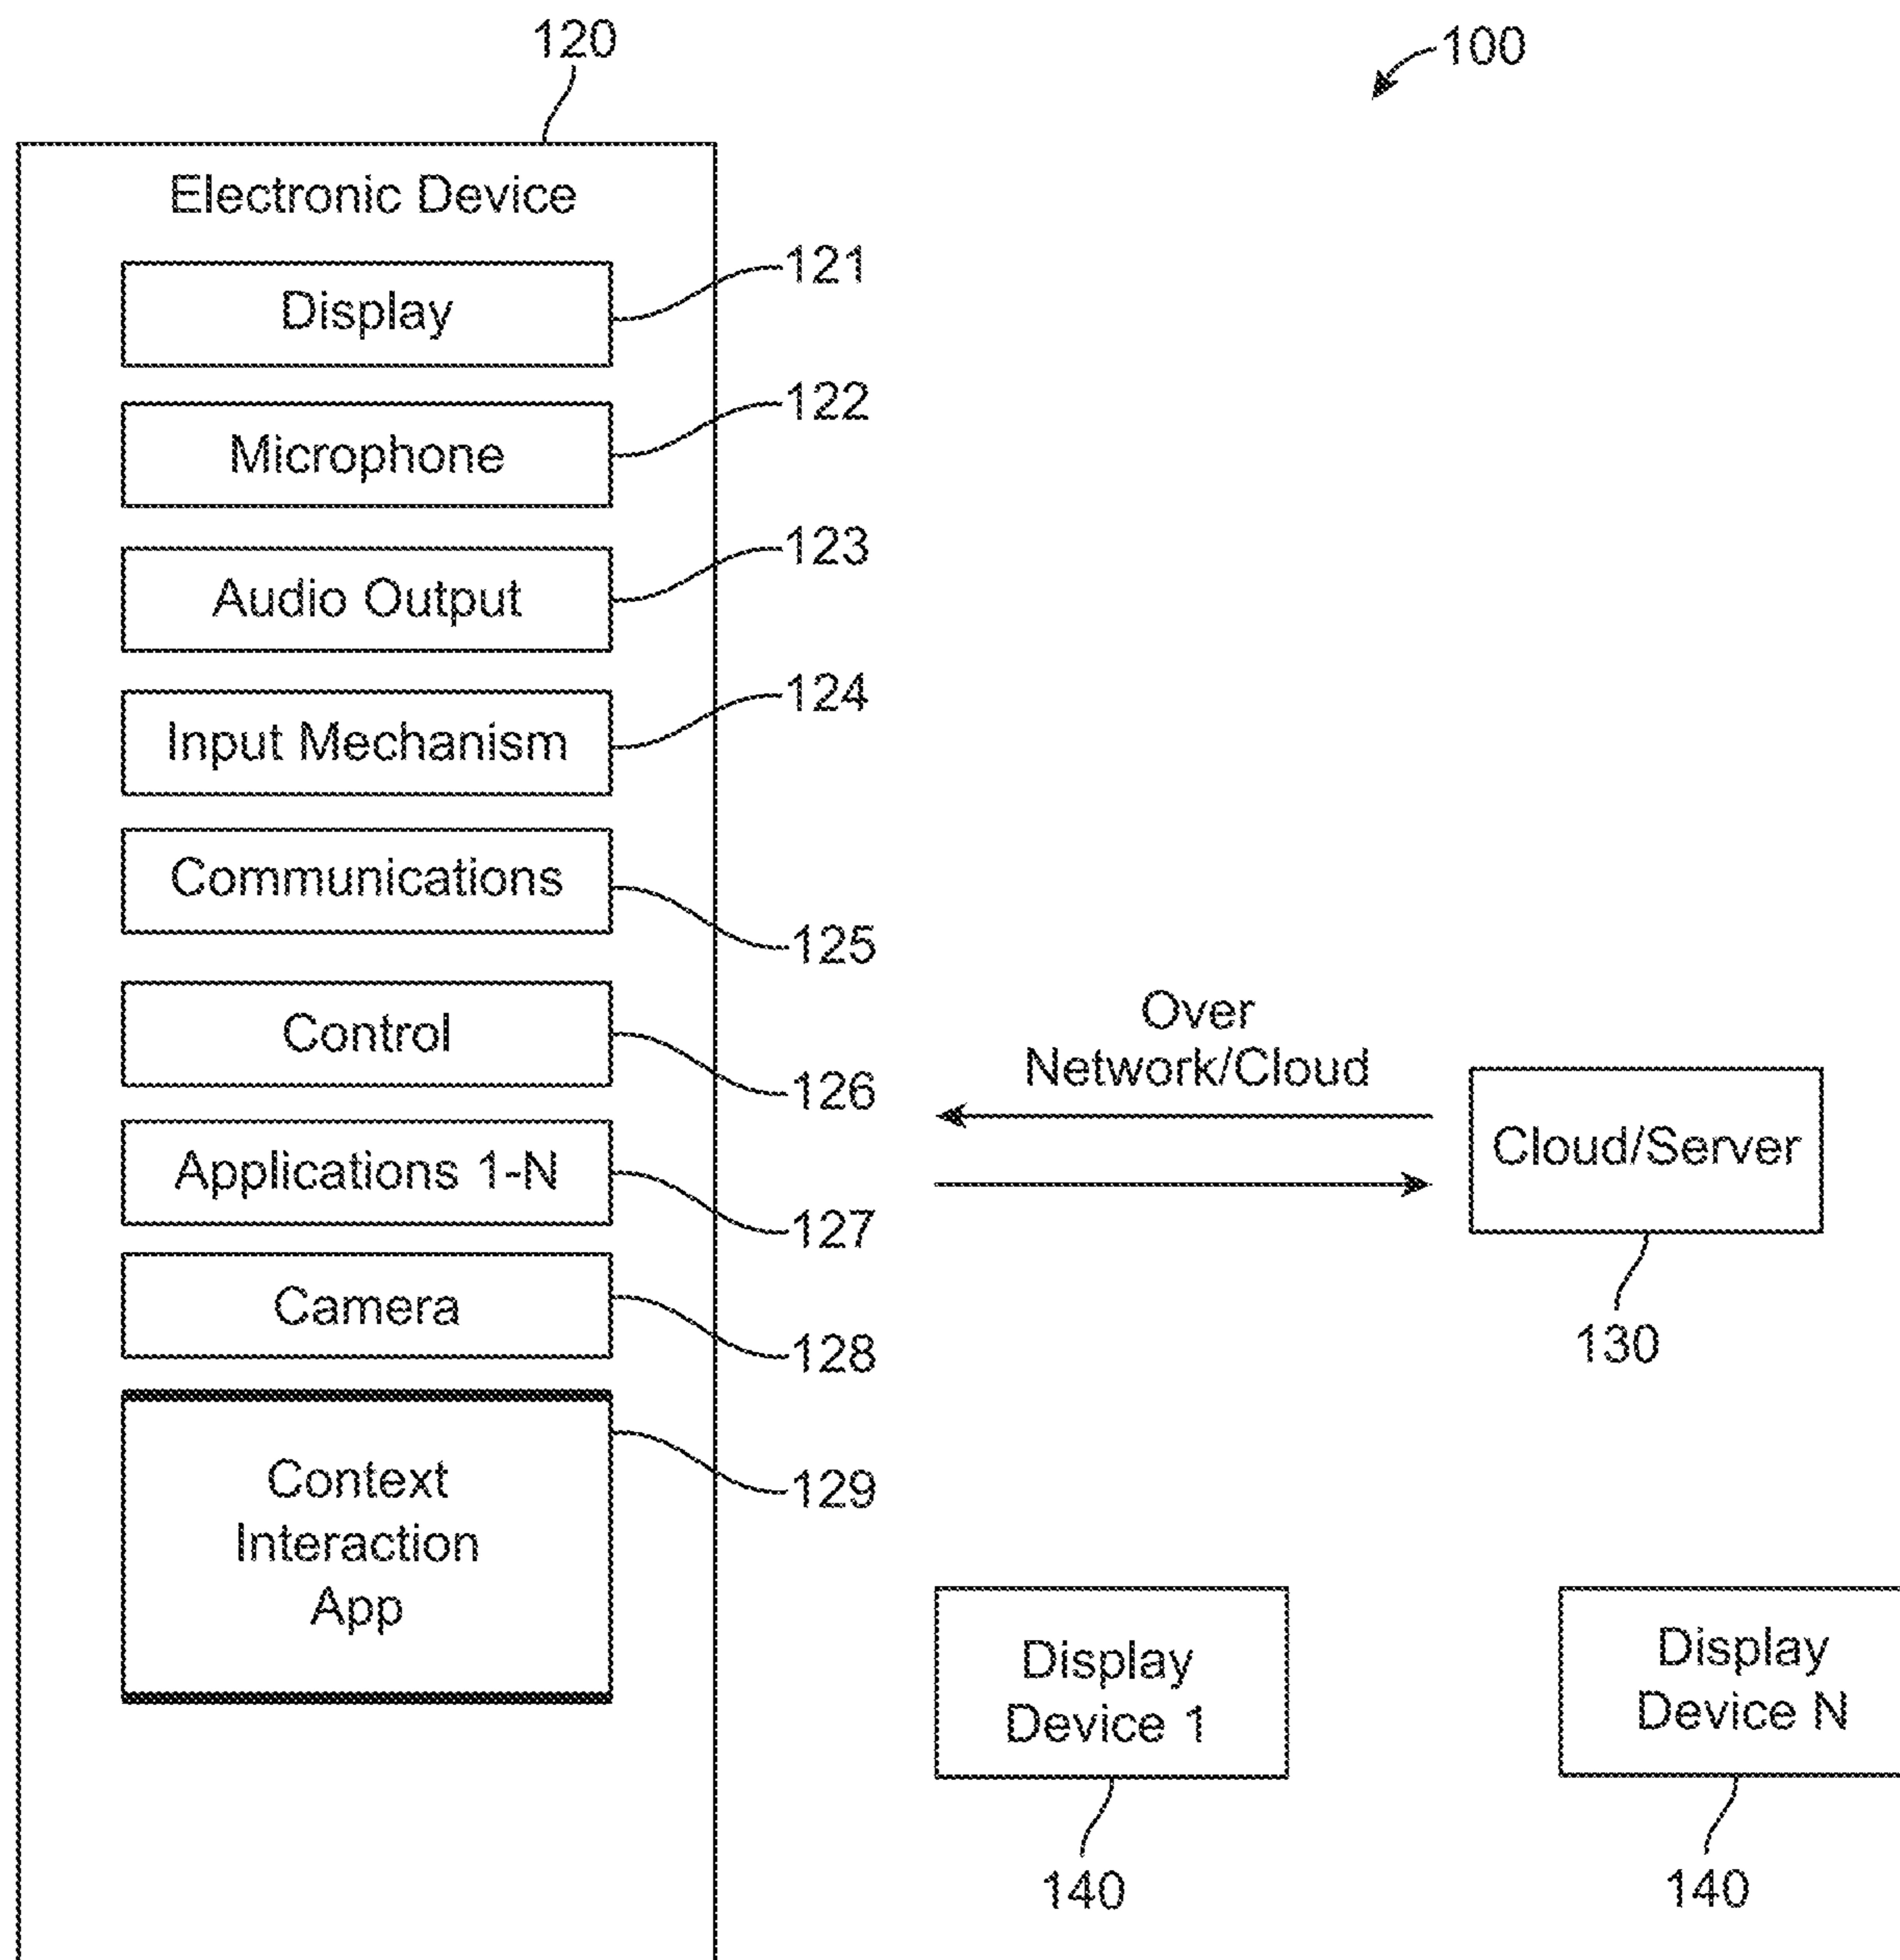 120
100
Electronic Device
Display
121
Microphone
122
Audio Output
123
Input Mechanism
124
Communications
125
Control
126
Applications 1-N
127
Camera
128
Context
Interaction
App
129
Over
Network/Cloud
Cloud/Server
130
Display
Device 1
140
Display
Device N
140